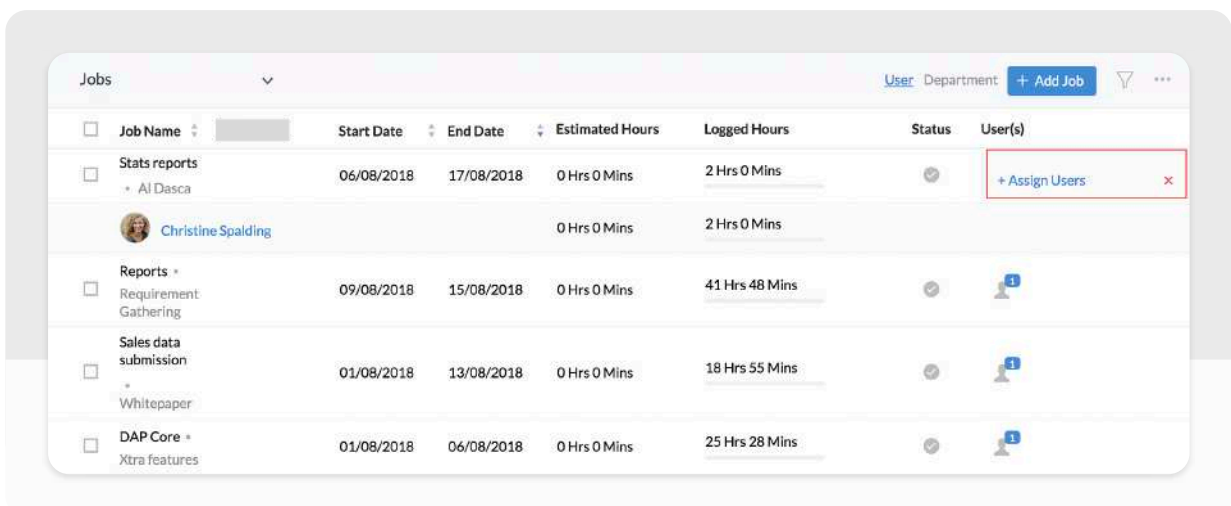 Jobs
User Department + Add Job
Job Name Start Date End Date Estimated Hours Logged Hours Status User(s)
Stats reports
• Al Dasca
06/08/2018 17/08/2018 0 Hrs 0 Mins 2 Hrs 0 Mins + Assign Users ×
Christine Spalding 0 Hrs 0 Mins 2 Hrs 0 Mins
Reports •
Requirement
Gathering
09/08/2018 15/08/2018 0 Hrs 0 Mins 41 Hrs 48 Mins 1
Sales data
submission
•
Whitepaper
01/08/2018 13/08/2018 0 Hrs 0 Mins 18 Hrs 55 Mins 1
DAP Core •
Xtra features
01/08/2018 06/08/2018 0 Hrs 0 Mins 25 Hrs 28 Mins 1